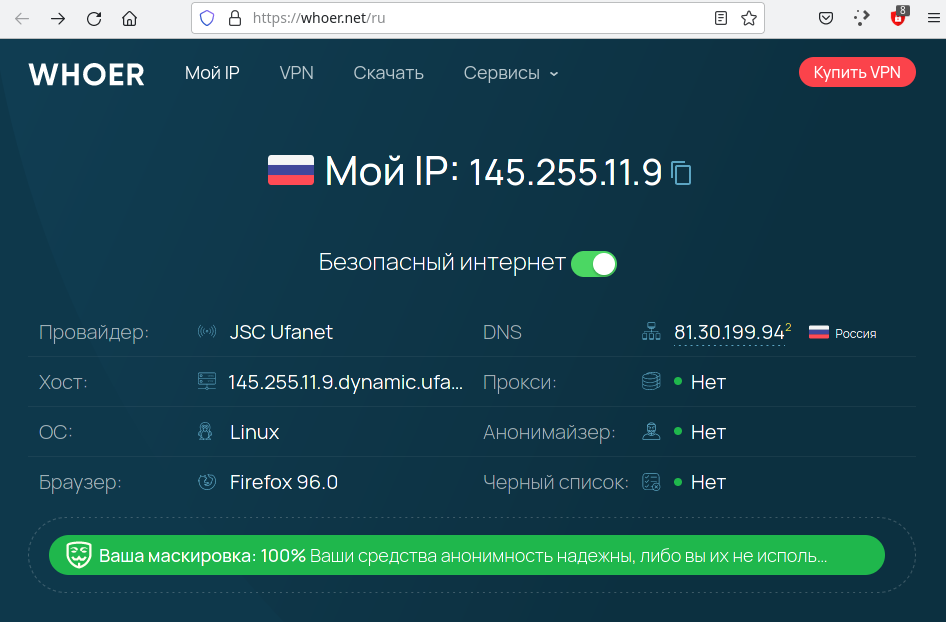 https://whoer.net/ru
8
WHOER Мой IP VPN Скачать Сервисы Купить VPN
Мой IP: 145.255.11.9
Безопасный интернет
Провайдер: JSC Ufanet DNS 81.30.199.94 2 Россия
Хост: 145.255.11.9.dynamic.ufa... Прокси: Нет
ОС: Linux Анонимайзер: Нет
Браузер: Firefox 96.0 Черный список: Нет
Ваша маскировка: 100% Ваши средства анонимность надежны, либо вы их не исполь...